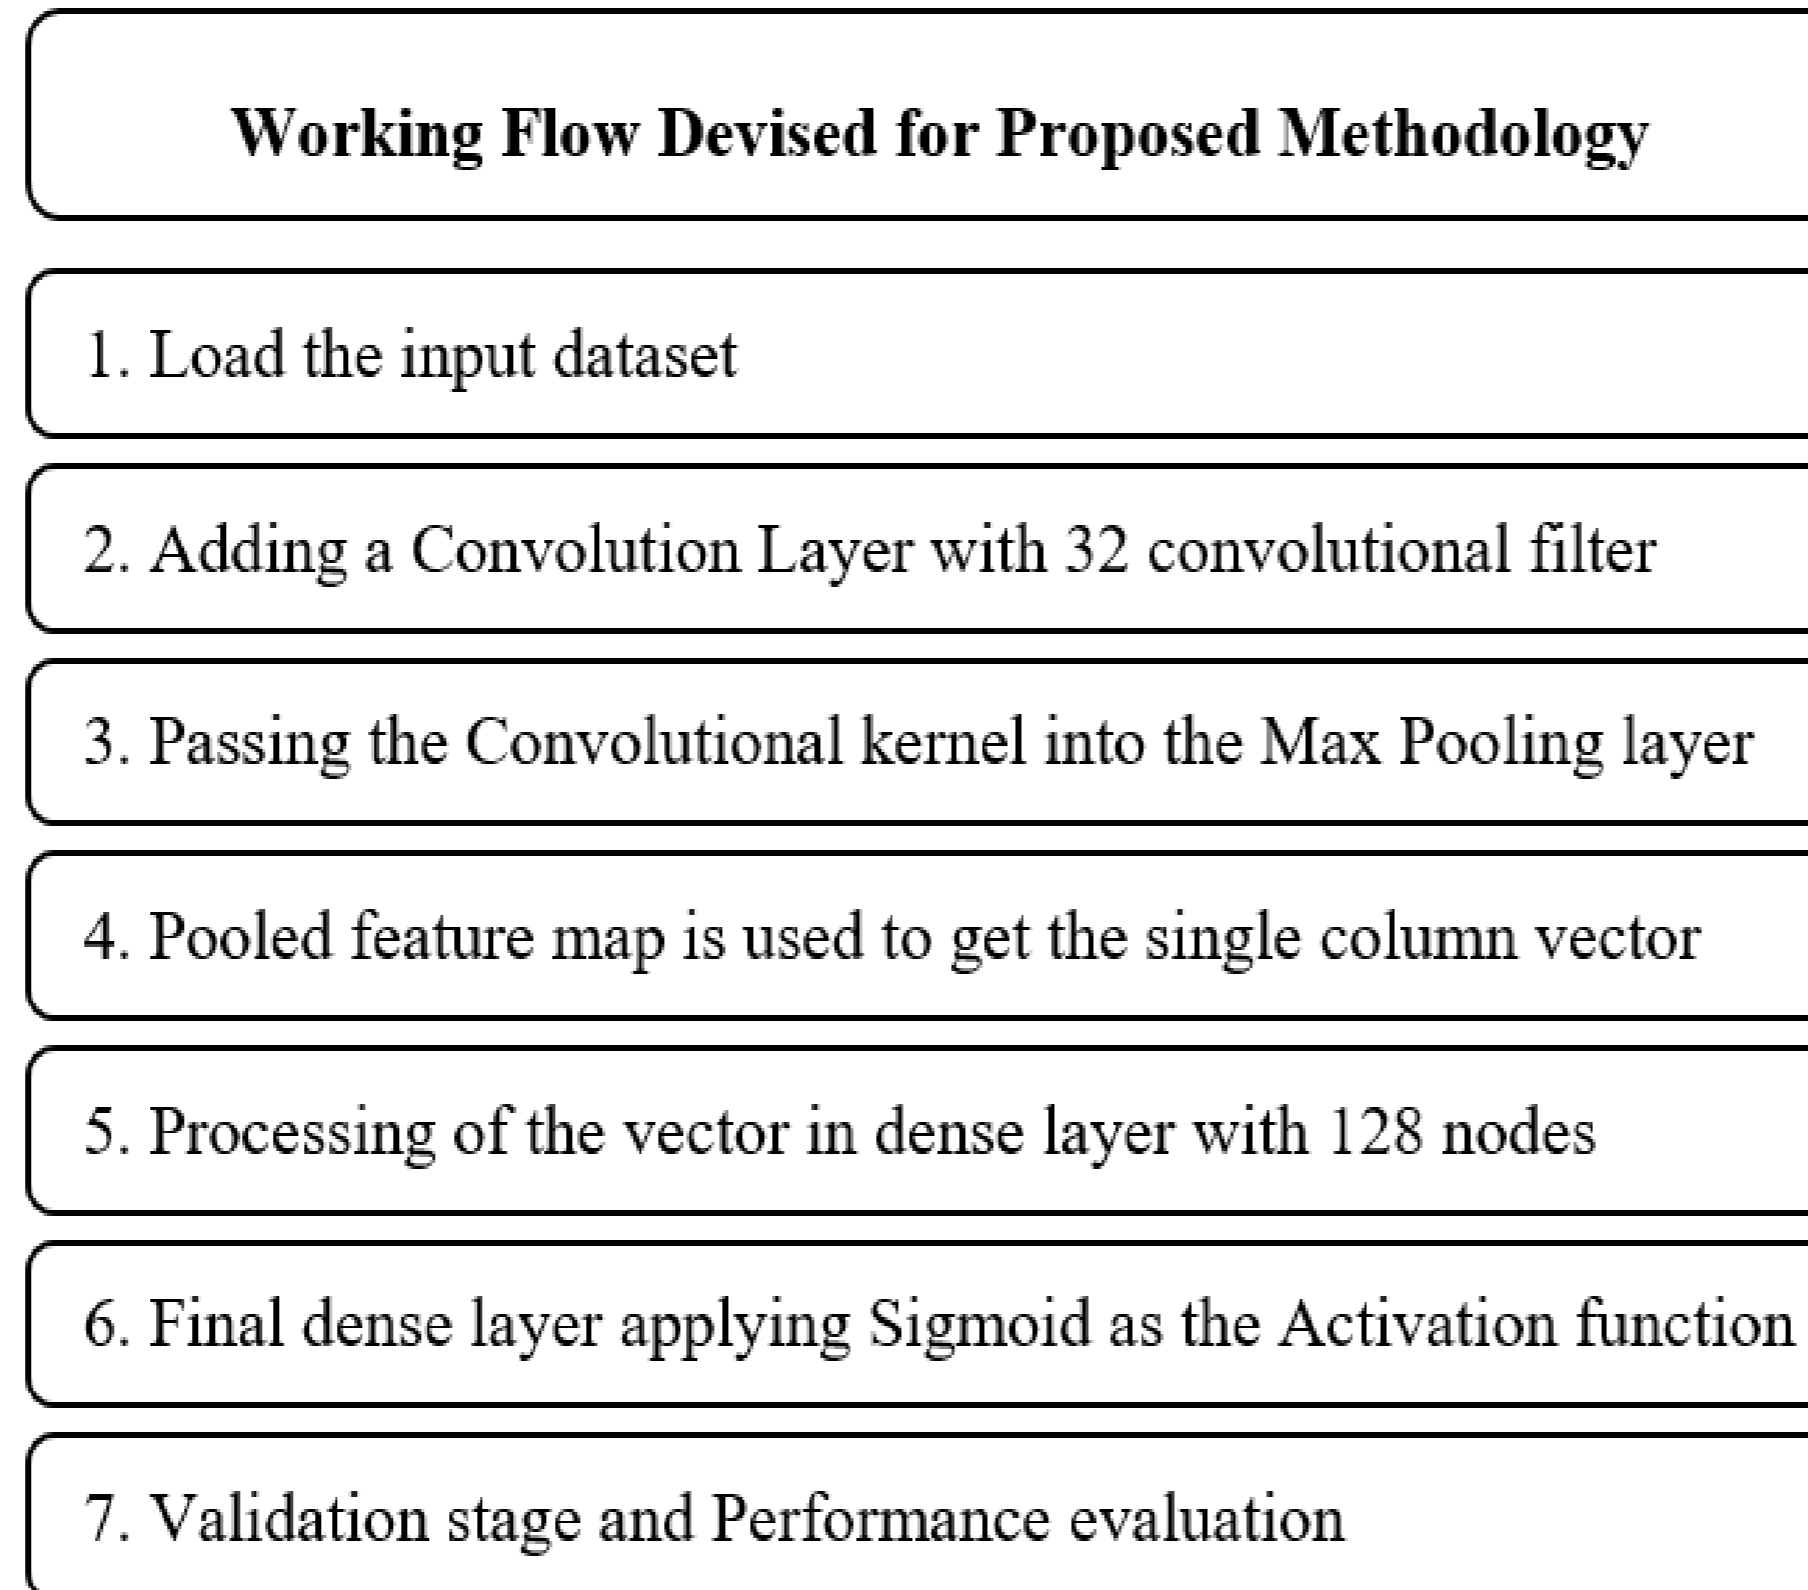 Working Flow Devised for Proposed Methodology
1. Load the input dataset
2. Adding a Convolution Layer with 32 convolutional filter
3. Passing the Convolutional kernel into the Max Pooling layer
4. Pooled feature map is used to get the single column vector
5. Processing of the vector in dense layer with 128 nodes
6. Final dense layer applying Sigmoid as the Activation function
7. Validation stage and Performance evaluation